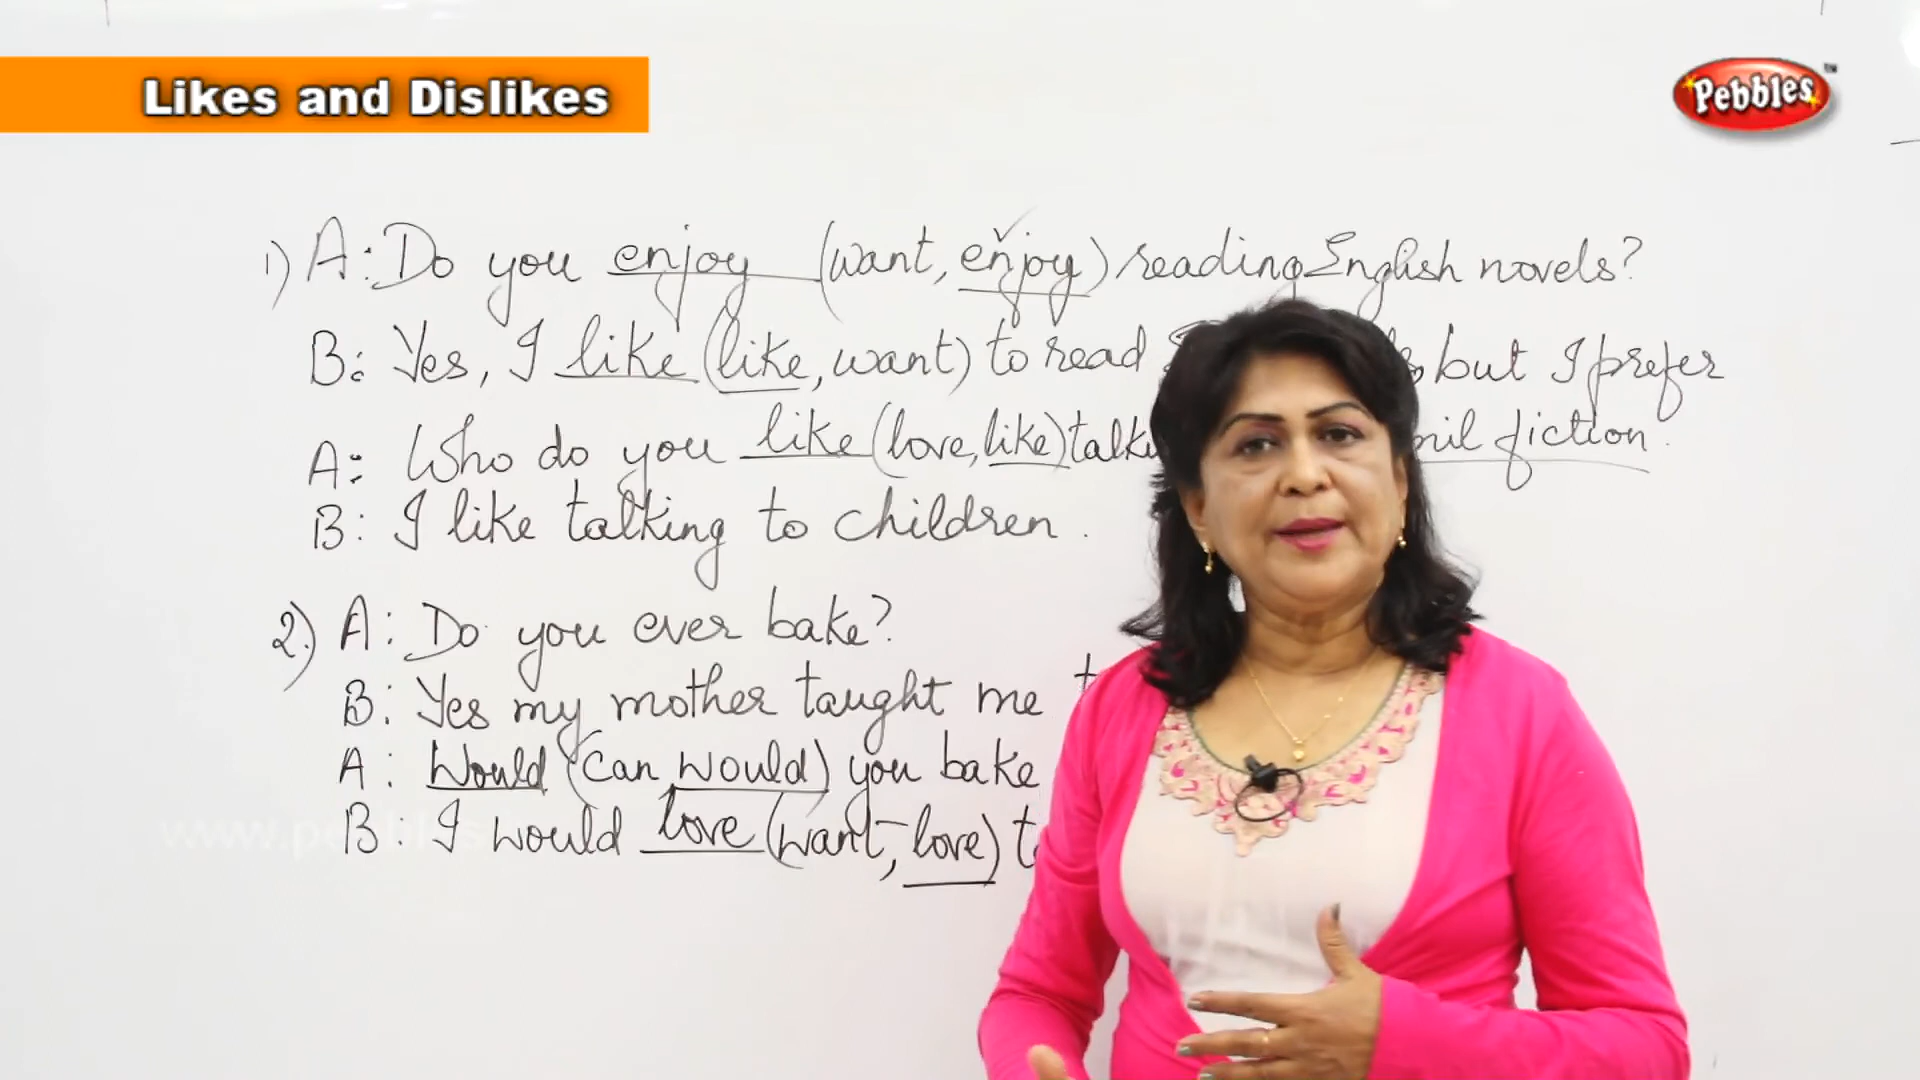 Likes and Dislikes
Pebbles™
1) A: Do you enjoy (want, enjoy) reading English novels?
B: Yes, I like (like, want) to read but I prefer
A: Who do you like (love, like) fiction.
B: I like talking to children.
2.) A: Do you ever bake?
B: Yes my mother taught me
A: Would (can would) you bake
B: I would love (want, love)